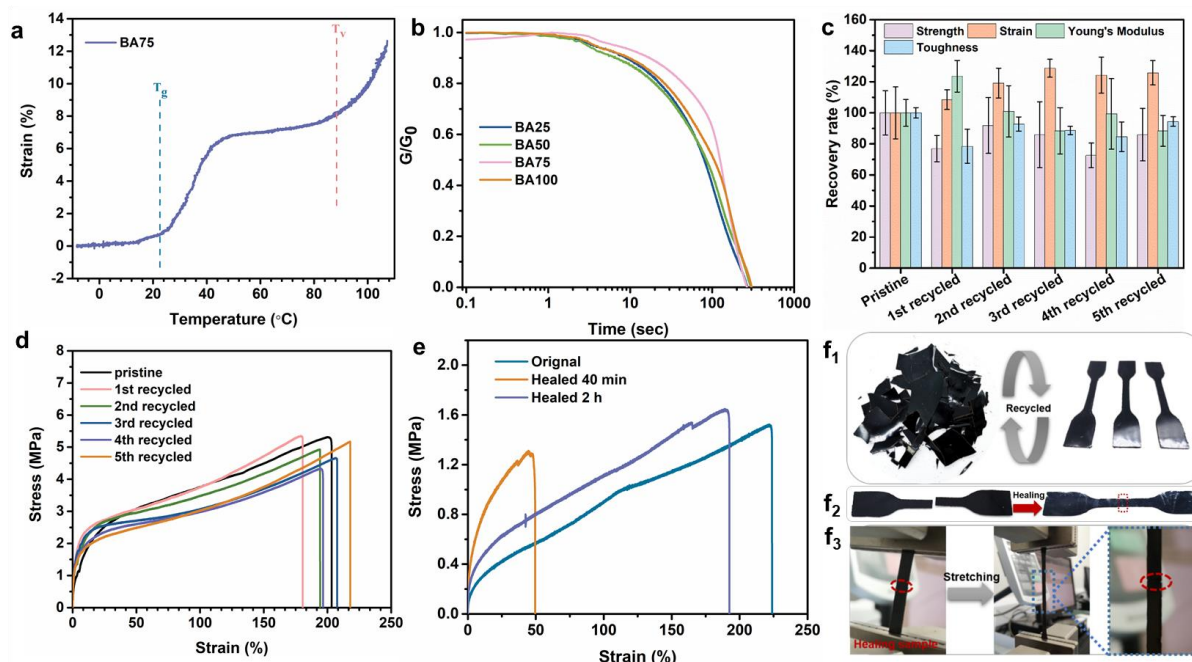 a
BA75
Tg
Tv
Strain (%)
14
12
10
8
6
4
2
0
-2
0
20
40
60
80
100
Temperature (°C)
b
BA25
BA50
BA75
BA100
G/G0
1.0
0.8
0.6
0.4
0.2
0.0
0.1
1
10
100
1000
Time (sec)
c
Strength
Strain
Young's Modulus
Toughness
Recovery rate (%)
160
140
120
100
80
60
40
20
0
Pristine
1st recycled
2nd recycled
3rd recycled
4th recycled
5th recycled
d
pristine
1st recycled
2nd recycled
3rd recycled
4th recycled
5th recycled
Stress (MPa)
6
5
4
3
2
1
0
0
50
100
150
200
250
Strain (%)
e
Orignal
Healed 40 min
Healed 2 h
Stress (MPa)
2.0
1.6
1.2
0.8
0.4
0.0
0
50
100
150
200
250
Strain (%)
f1
Recycled
f2
Healing
f3
Stretching
Healing sample